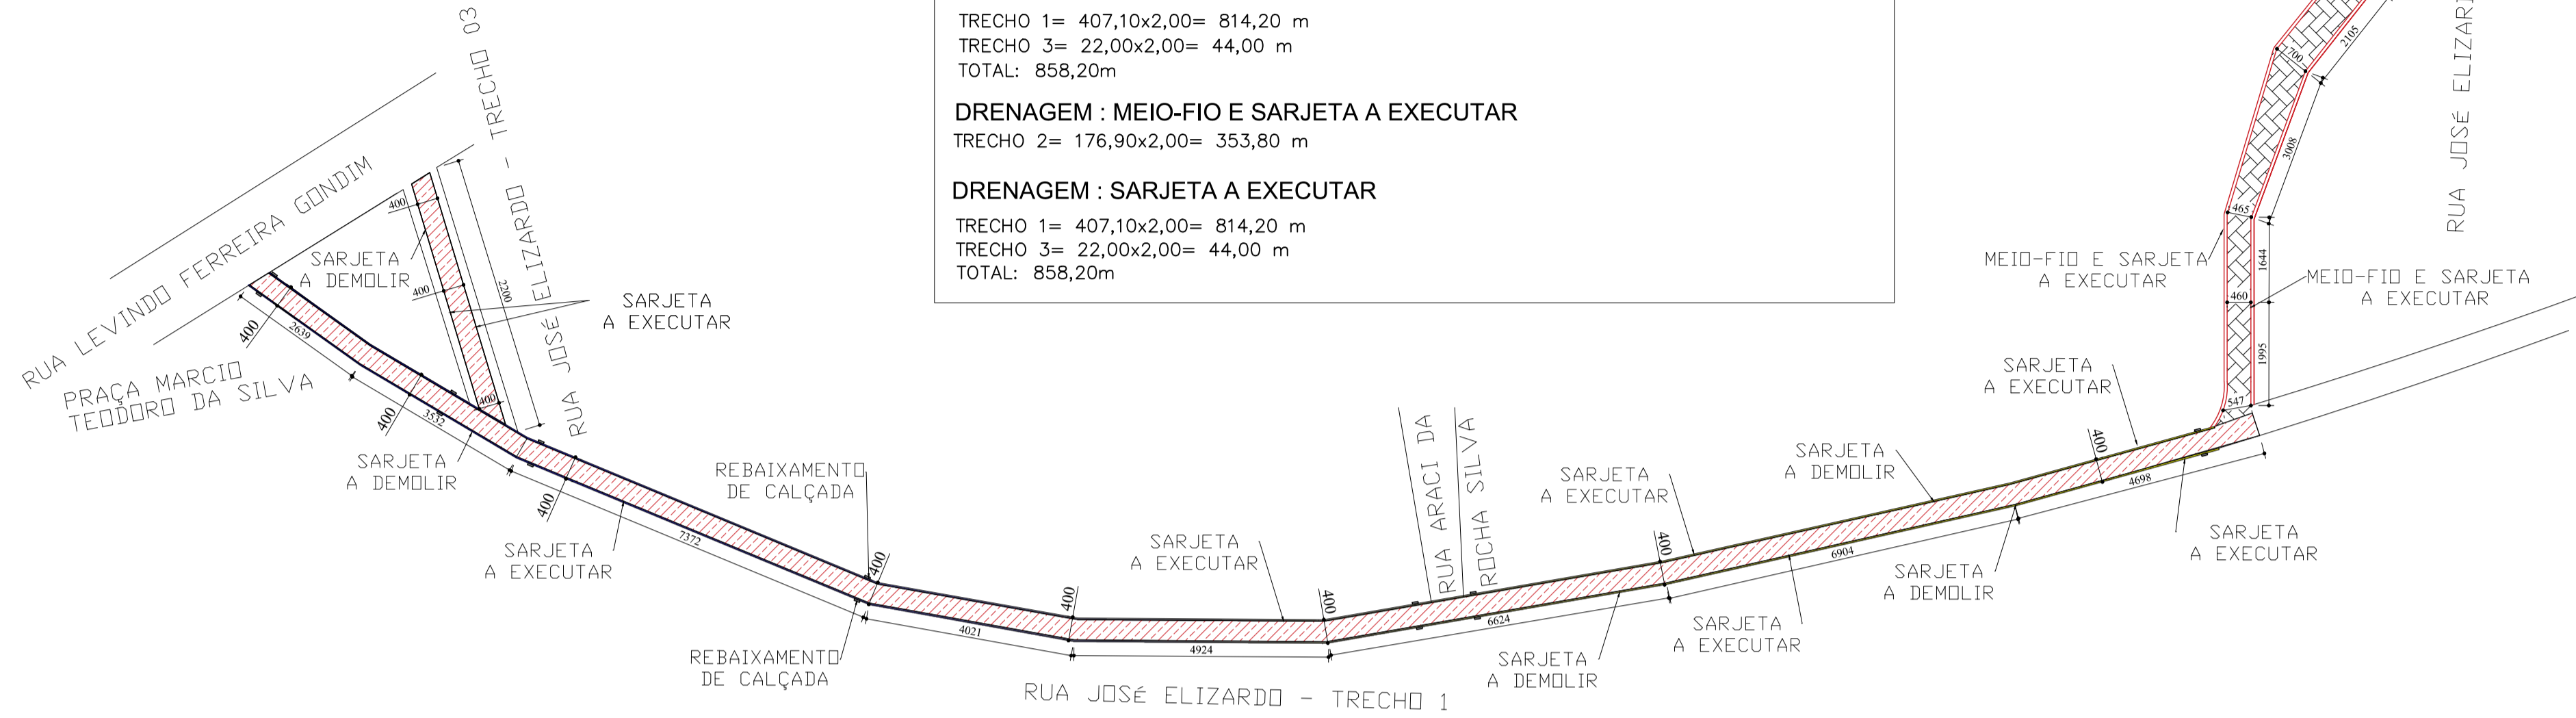 TRECHO 1= 407,10x2,00= 814,20 m
TRECHO 3= 22,00x2,00= 44,00 m
TOTAL: 858,20m
DRENAGEM : MEIO-FIO E SARJETA A EXECUTAR
TRECHO 2= 176,90x2,00= 353,80 m
DRENAGEM : SARJETA A EXECUTAR
TRECHO 1= 407,10x2,00= 814,20 m
TRECHO 3= 22,00x2,00= 44,00 m
TOTAL: 858,20m
RUA LEVINDO FERREIRA GONDIM
PRAÇA MARCIO
TEODORO DA SILVA
RUA JOSÉ ELIZARDO - TRECHO 03
SARJETA
A DEMOLIR
400
400
400
2200
SARJETA
A EXECUTAR
400
2639
400
3532
SARJETA
A DEMOLIR
400
SARJETA
A EXECUTAR
7372
REBAIXAMENTO
DE CALÇADA
400
REBAIXAMENTO
DE CALÇADA
4021
400
4924
SARJETA
A EXECUTAR
400
RUA JOSÉ ELIZARDO - TRECHO 1
RUA ARACI DA
ROCHA SILVA
6624
SARJETA
A DEMOLIR
SARJETA
A EXECUTAR
400
SARJETA
A EXECUTAR
6904
SARJETA
A DEMOLIR
SARJETA
A DEMOLIR
SARJETA
A EXECUTAR
400
4698
SARJETA
A EXECUTAR
547
1995
460
1644
465
MEIO-FIO E SARJETA
A EXECUTAR
MEIO-FIO E SARJETA
A EXECUTAR
3008
700
2105
RUA JOSÉ ELIZARI